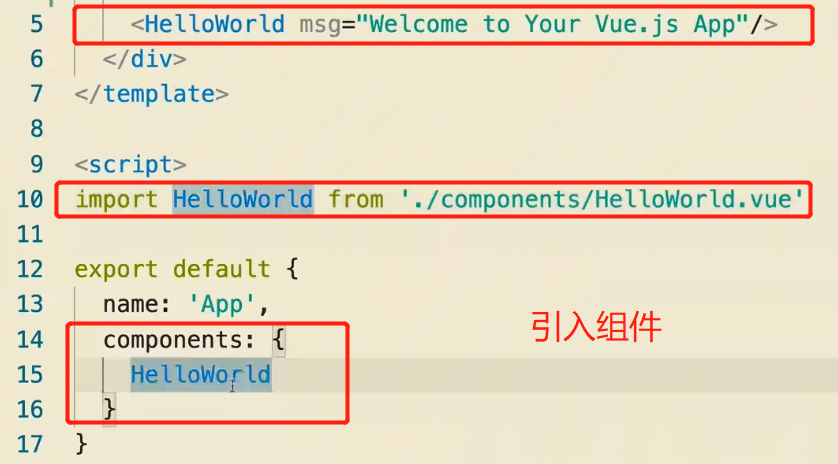 5 <HelloWorld msg="Welcome to Your Vue.js App"/>
6 </div>
7 </template>
8
9 <script>
10 import HelloWorld from './components/HelloWorld.vue'
11
12 export default {
13 name: 'App',
14 components: {
15 HelloWorld
16 }
17 }
引入组件